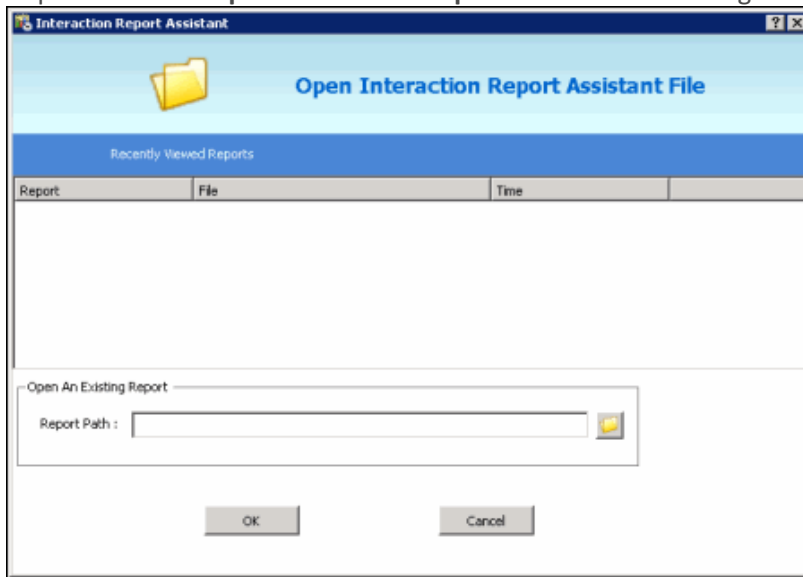 Interaction Report Assistant
Open Interaction Report Assistant File
Recently Viewed Reports
Report File Time
Open An Existing Report
Report Path :
OK Cancel